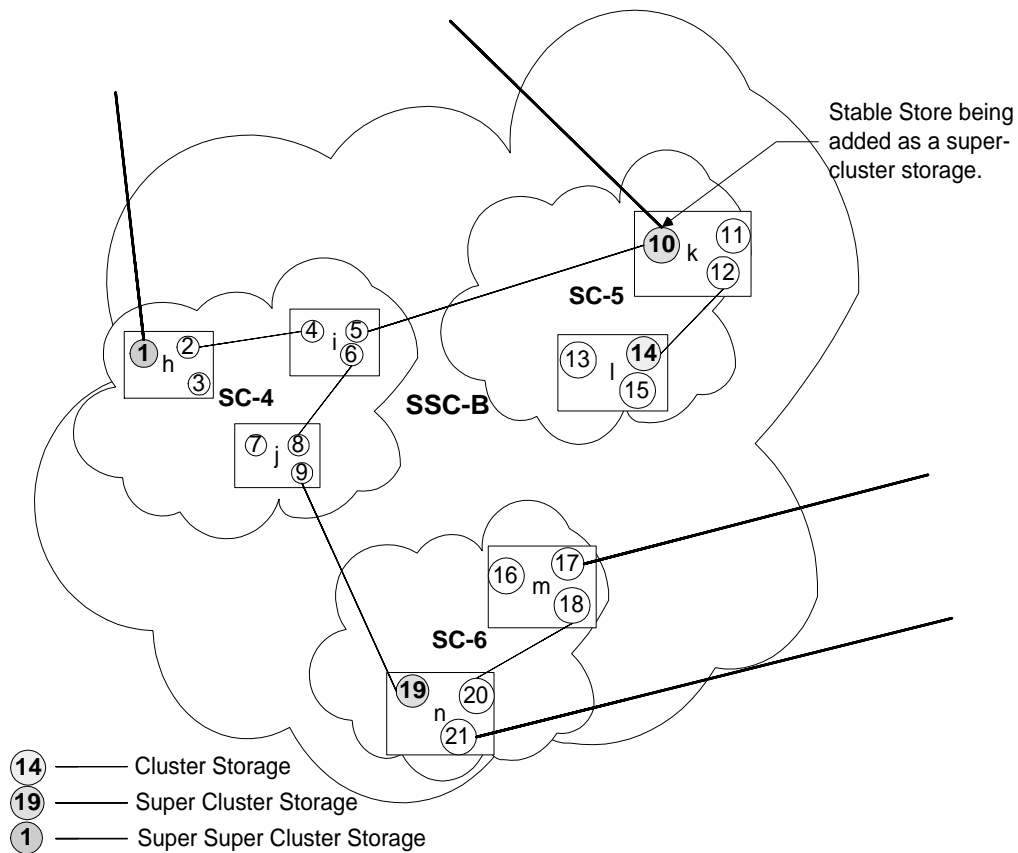 Stable Store being
added as a super-
cluster storage.
10
k
11
12
SC-5
13
14
l
15
1
h
2
3
4
i
5
6
SC-4
SSC-B
7
j
8
9
16
m
17
18
SC-6
19
n
20
21
14 Cluster Storage
19 Super Cluster Storage
1 Super Super Cluster Storage